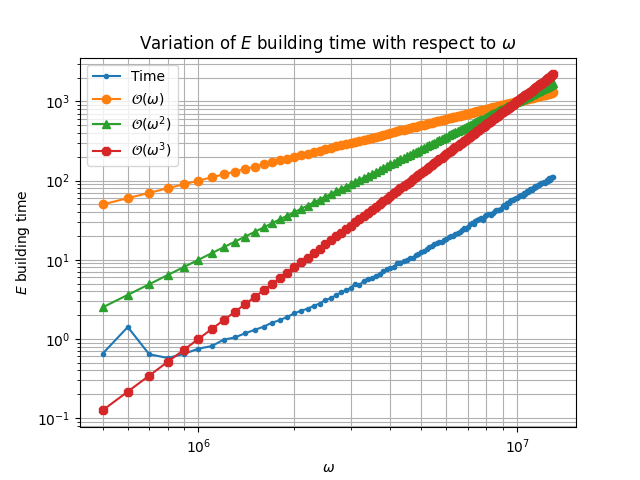 Variation of E building time with respect to ω
Time
𝒪(ω)
𝒪(ω²)
𝒪(ω³)
10³
10²
10¹
10⁰
10⁻¹
E building time
10⁶
10⁷
ω